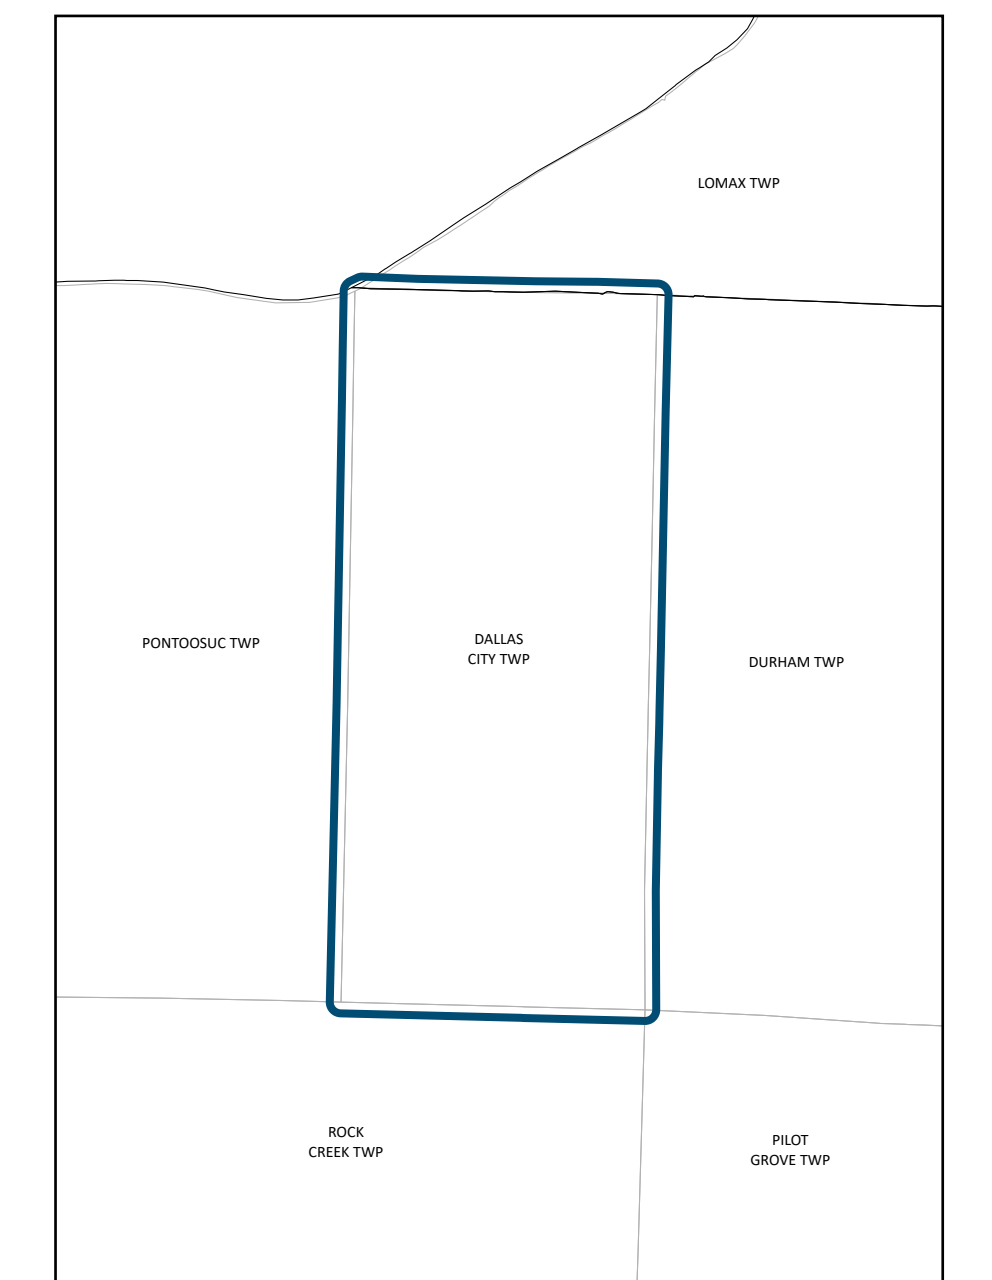 LOMAX TWP
PONTOOSUC TWP
DALLAS
CITY TWP
DURHAM TWP
ROCK
CREEK TWP
PILOT
GROVE TWP